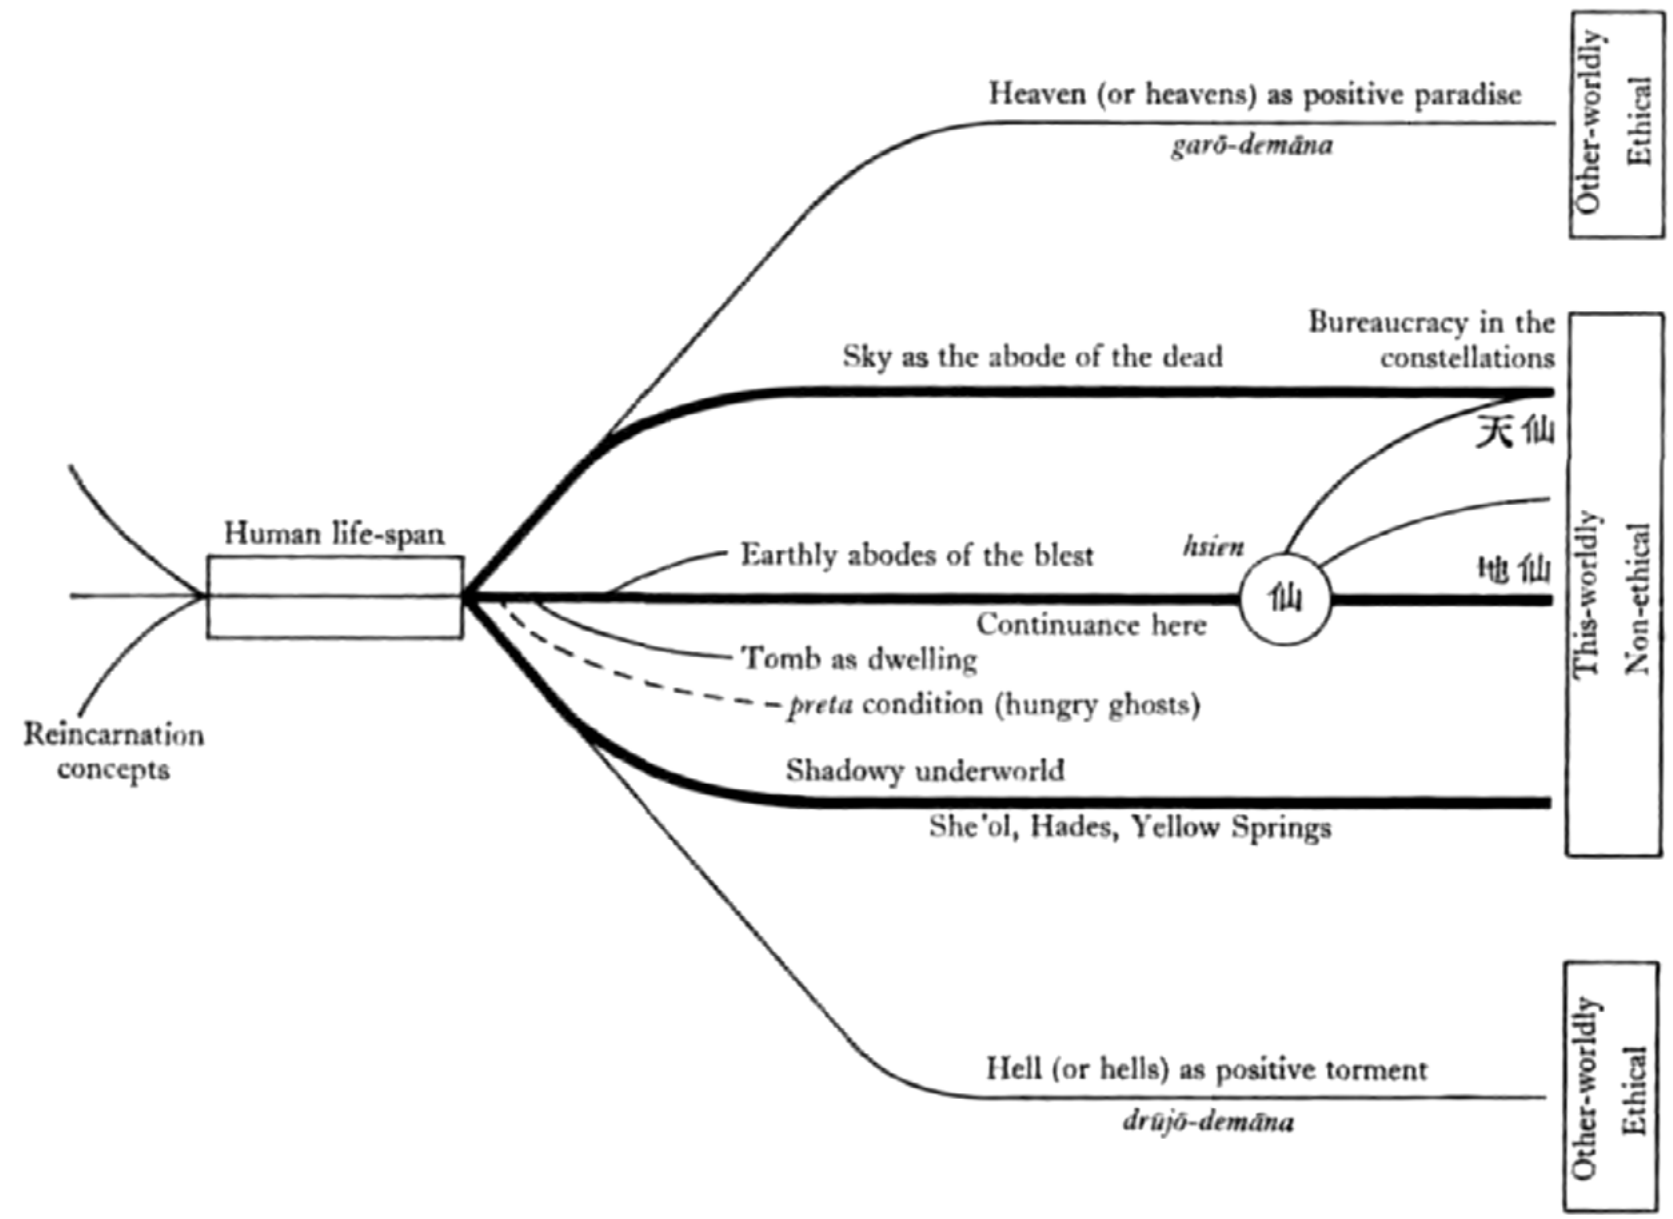 Heaven (or heavens) as positive paradise
garō-demāna
Other-worldly
Ethical
Bureaucracy in the
constellations
Sky as the abode of the dead
天仙
Human life-span
Earthly abodes of the blest
hsien
仙
地仙
Continuance here
Tomb as dwelling
preta condition (hungry ghosts)
This-worldly
Non-ethical
Reincarnation
concepts
Shadowy underworld
She'ol, Hades, Yellow Springs
Hell (or hells) as positive torment
drūjō-demāna
Other-worldly
Ethical